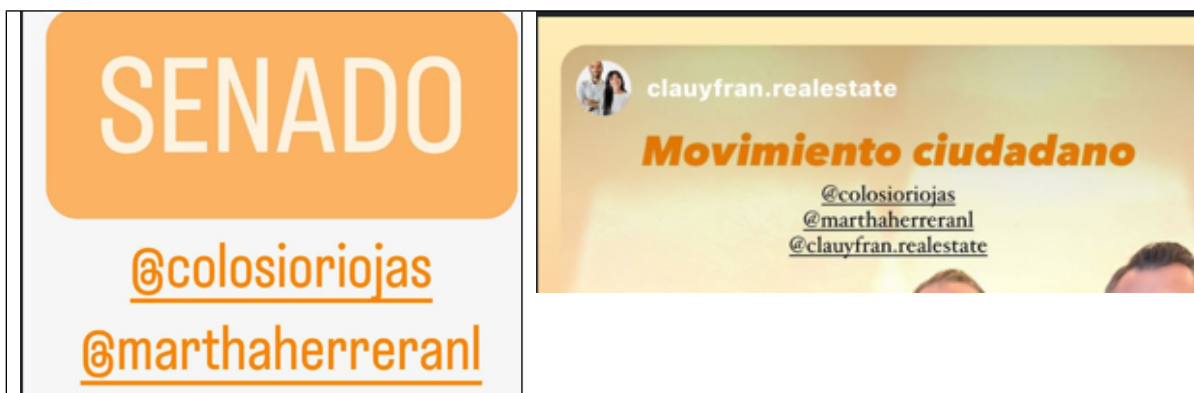 SENADO
@colosioriojas
@marthaherreranl
clauyfran.realestate
Movimiento ciudadano
@colosioriojas
@marthaherreranl
@clauyfran.realestate